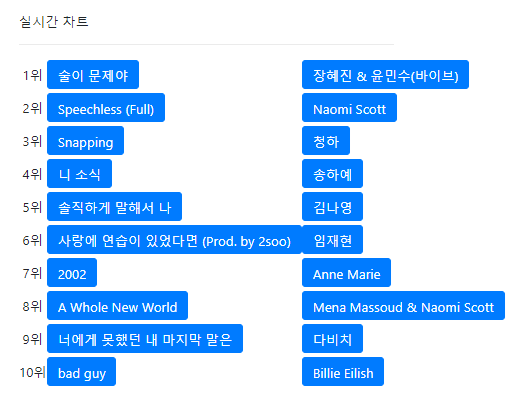 실시간 차트
1위 술이 문제야 장혜진 & 윤민수(바이브)
2위 Speechless (Full) Naomi Scott
3위 Snapping 청하
4위 니 소식 송하예
5위 솔직하게 말해서 나 김나영
6위 사랑에 연습이 있었다면 (Prod. by 2soo) 임재현
7위 2002 Anne Marie
8위 A Whole New World Mena Massoud & Naomi Scott
9위 너에게 못했던 내 마지막 말은 다비치
10위 bad guy Billie Eilish